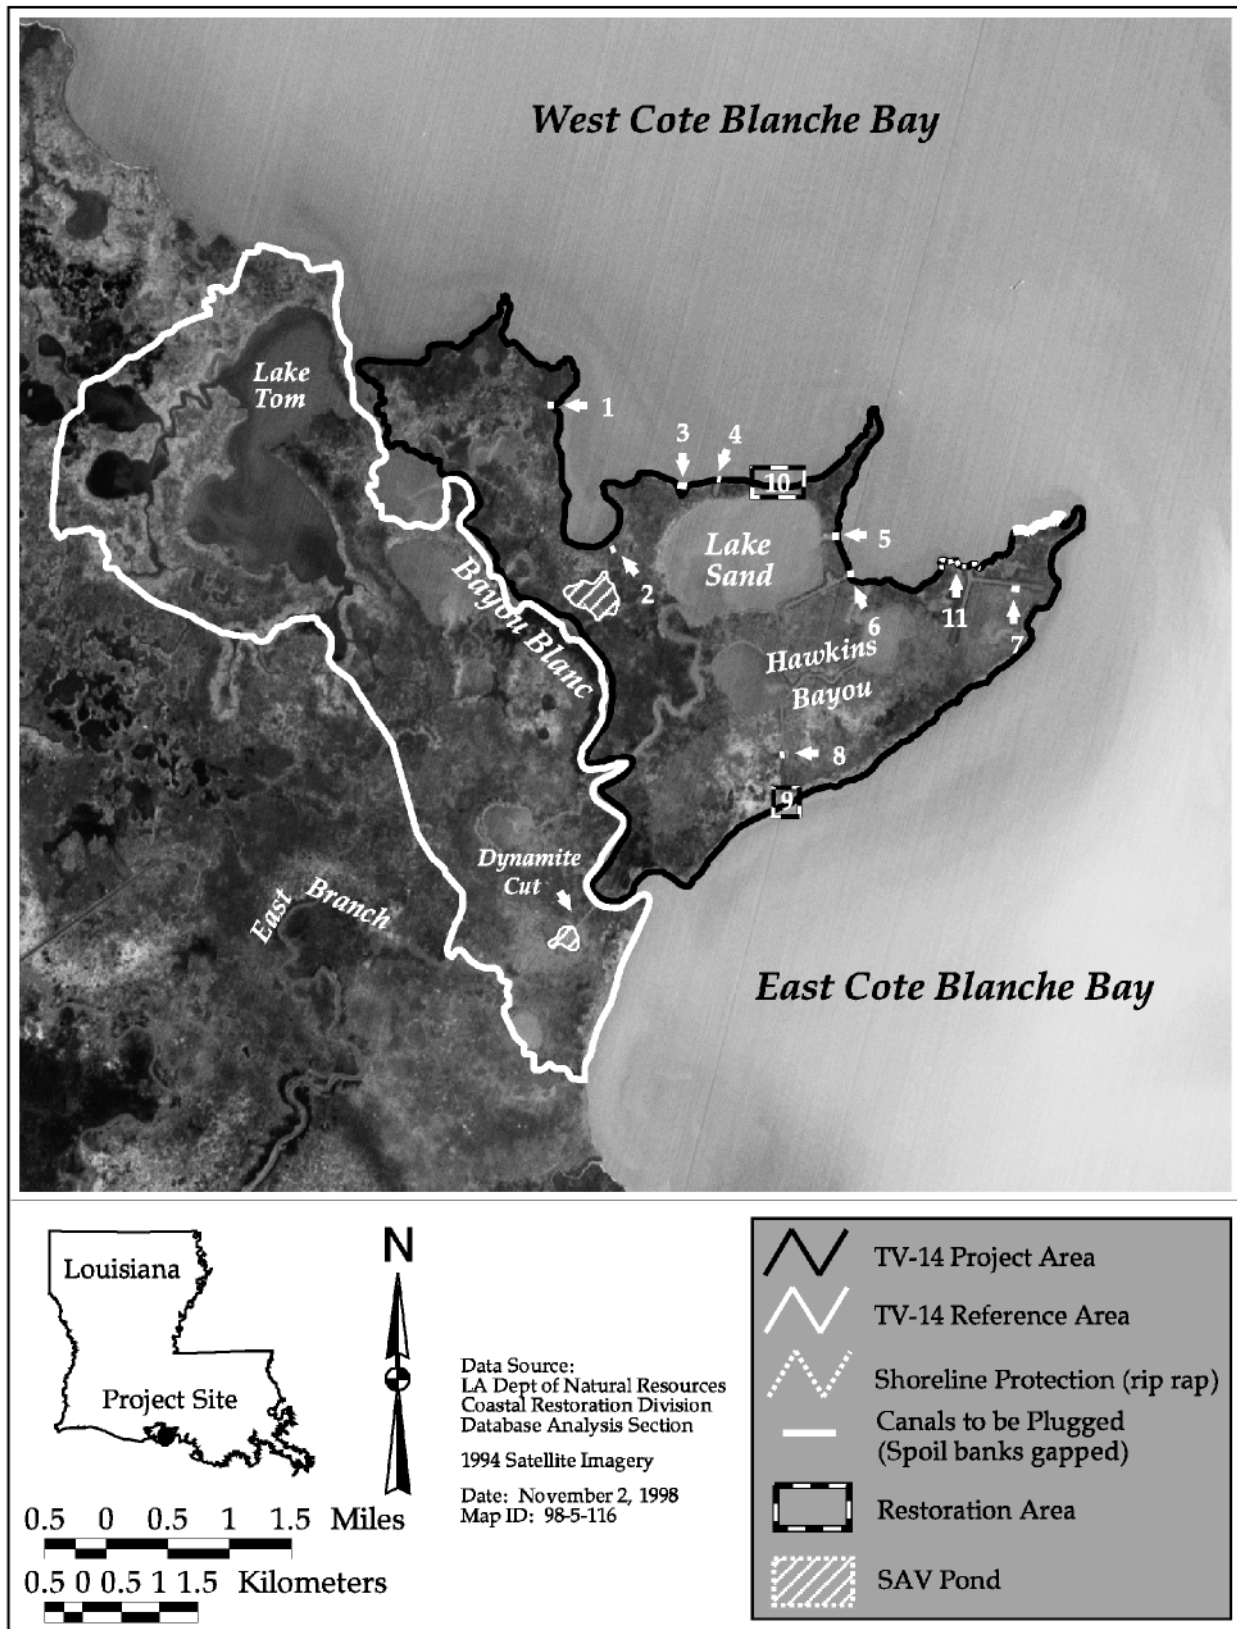 West Cote Blanche Bay
Lake
Tom
1
3
4
10
5
Lake
Sand
2
6
11
7
Bayou Blanc
Hawkins
Bayou
8
9
Dynamite
Cut
East Branch
East Cote Blanche Bay
Louisiana
Project Site
N
0.5 0 0.5 1 1.5 Miles
0.5 0 0.5 1 1.5 Kilometers
Data Source:
LA Dept of Natural Resources
Coastal Restoration Division
Database Analysis Section
1994 Satellite Imagery
Date: November 2, 1998
Map ID: 98-5-116
TV-14 Project Area
TV-14 Reference Area
Shoreline Protection (rip rap)
Canals to be Plugged
(Spoil banks gapped)
Restoration Area
SAV Pond